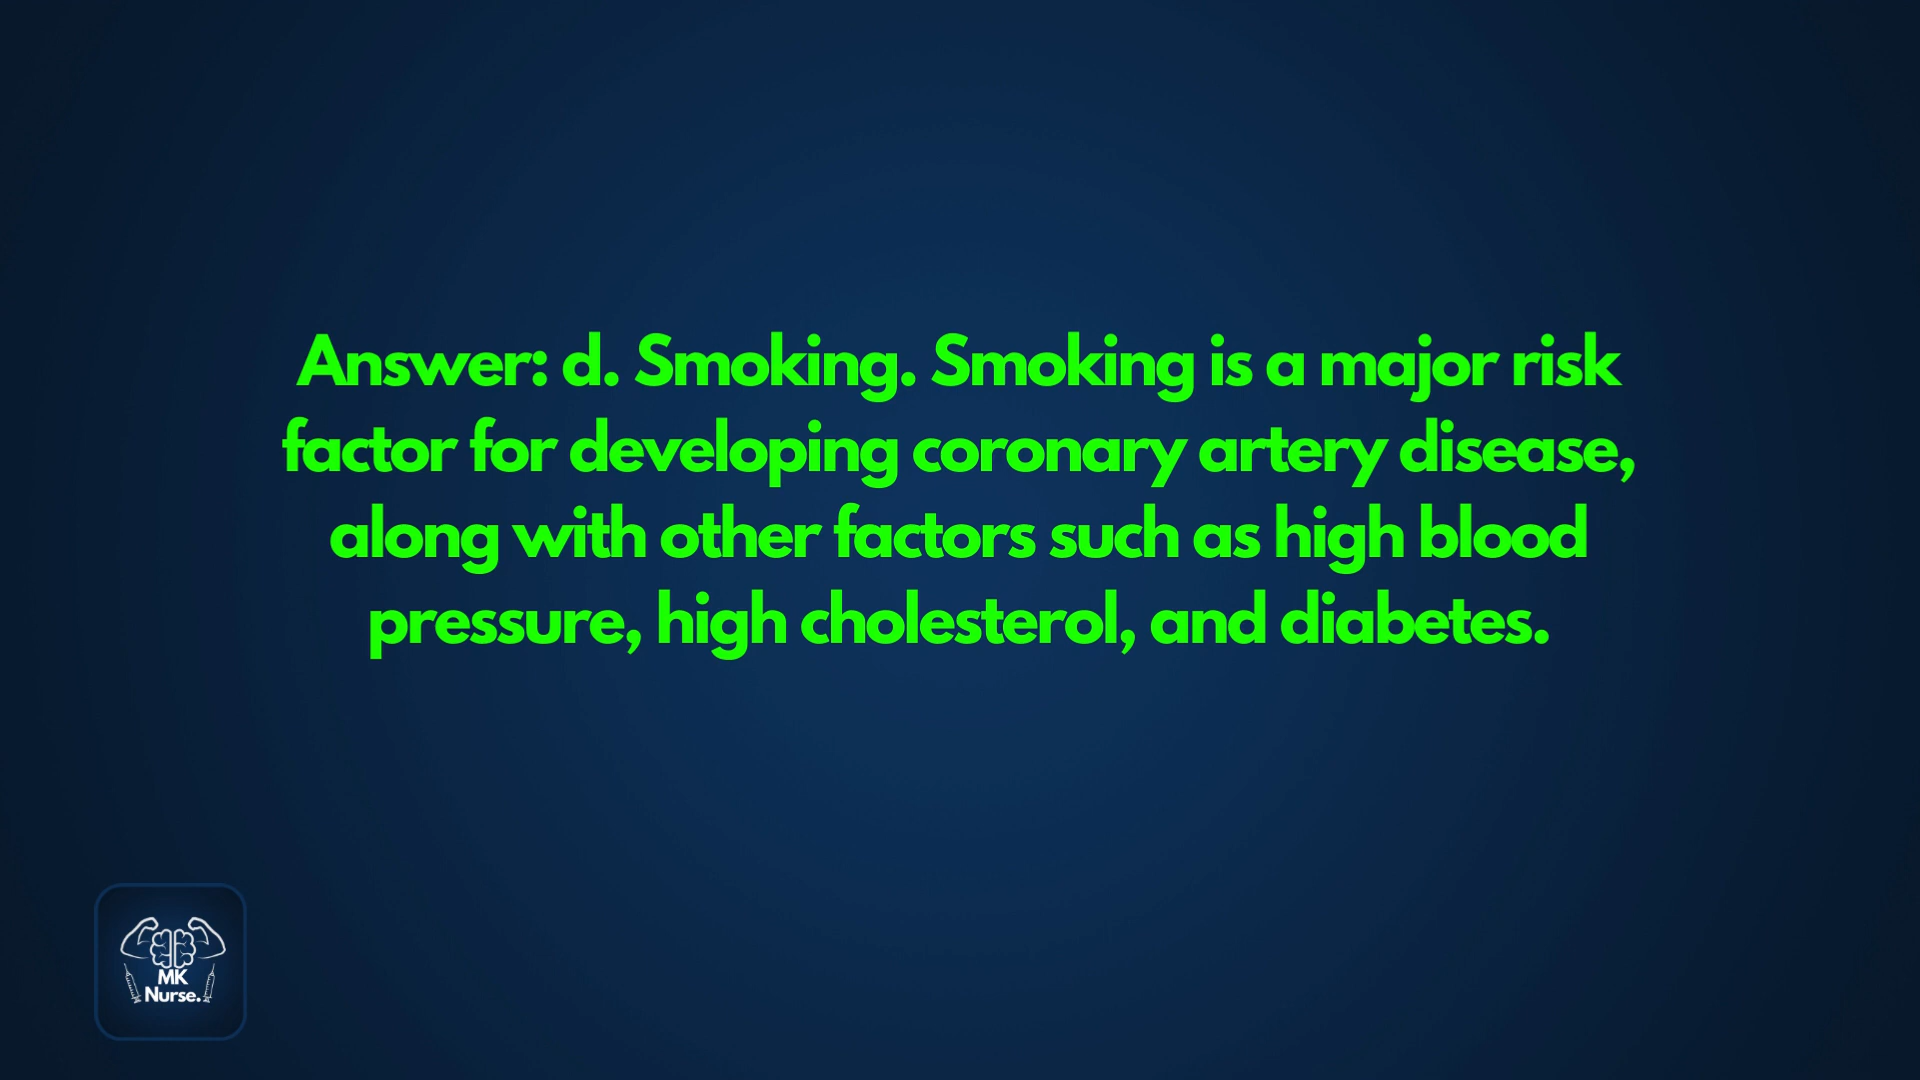 Answer: d. Smoking. Smoking is a major risk
factor for developing coronary artery disease,
along with other factors such as high blood
pressure, high cholesterol, and diabetes.
MK
Nurse.